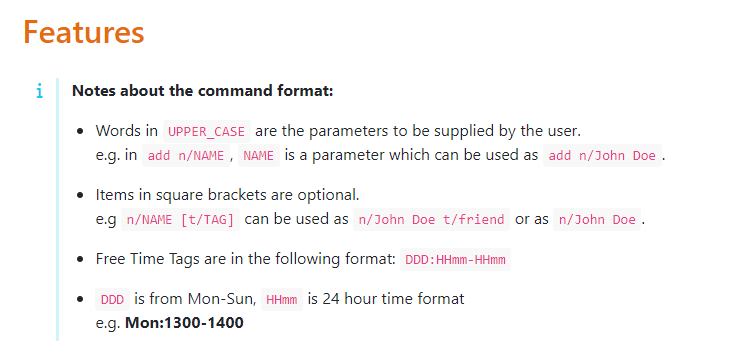 Features
i
Notes about the command format:
• Words in UPPER_CASE are the parameters to be supplied by the user.
e.g. in add n/NAME, NAME is a parameter which can be used as add n/John Doe.
• Items in square brackets are optional.
e.g n/NAME [t/TAG] can be used as n/John Doe t/friend or as n/John Doe.
• Free Time Tags are in the following format: DDD:HHmm-HHmm
• DDD is from Mon-Sun, HHmm is 24 hour time format
e.g. Mon:1300-1400